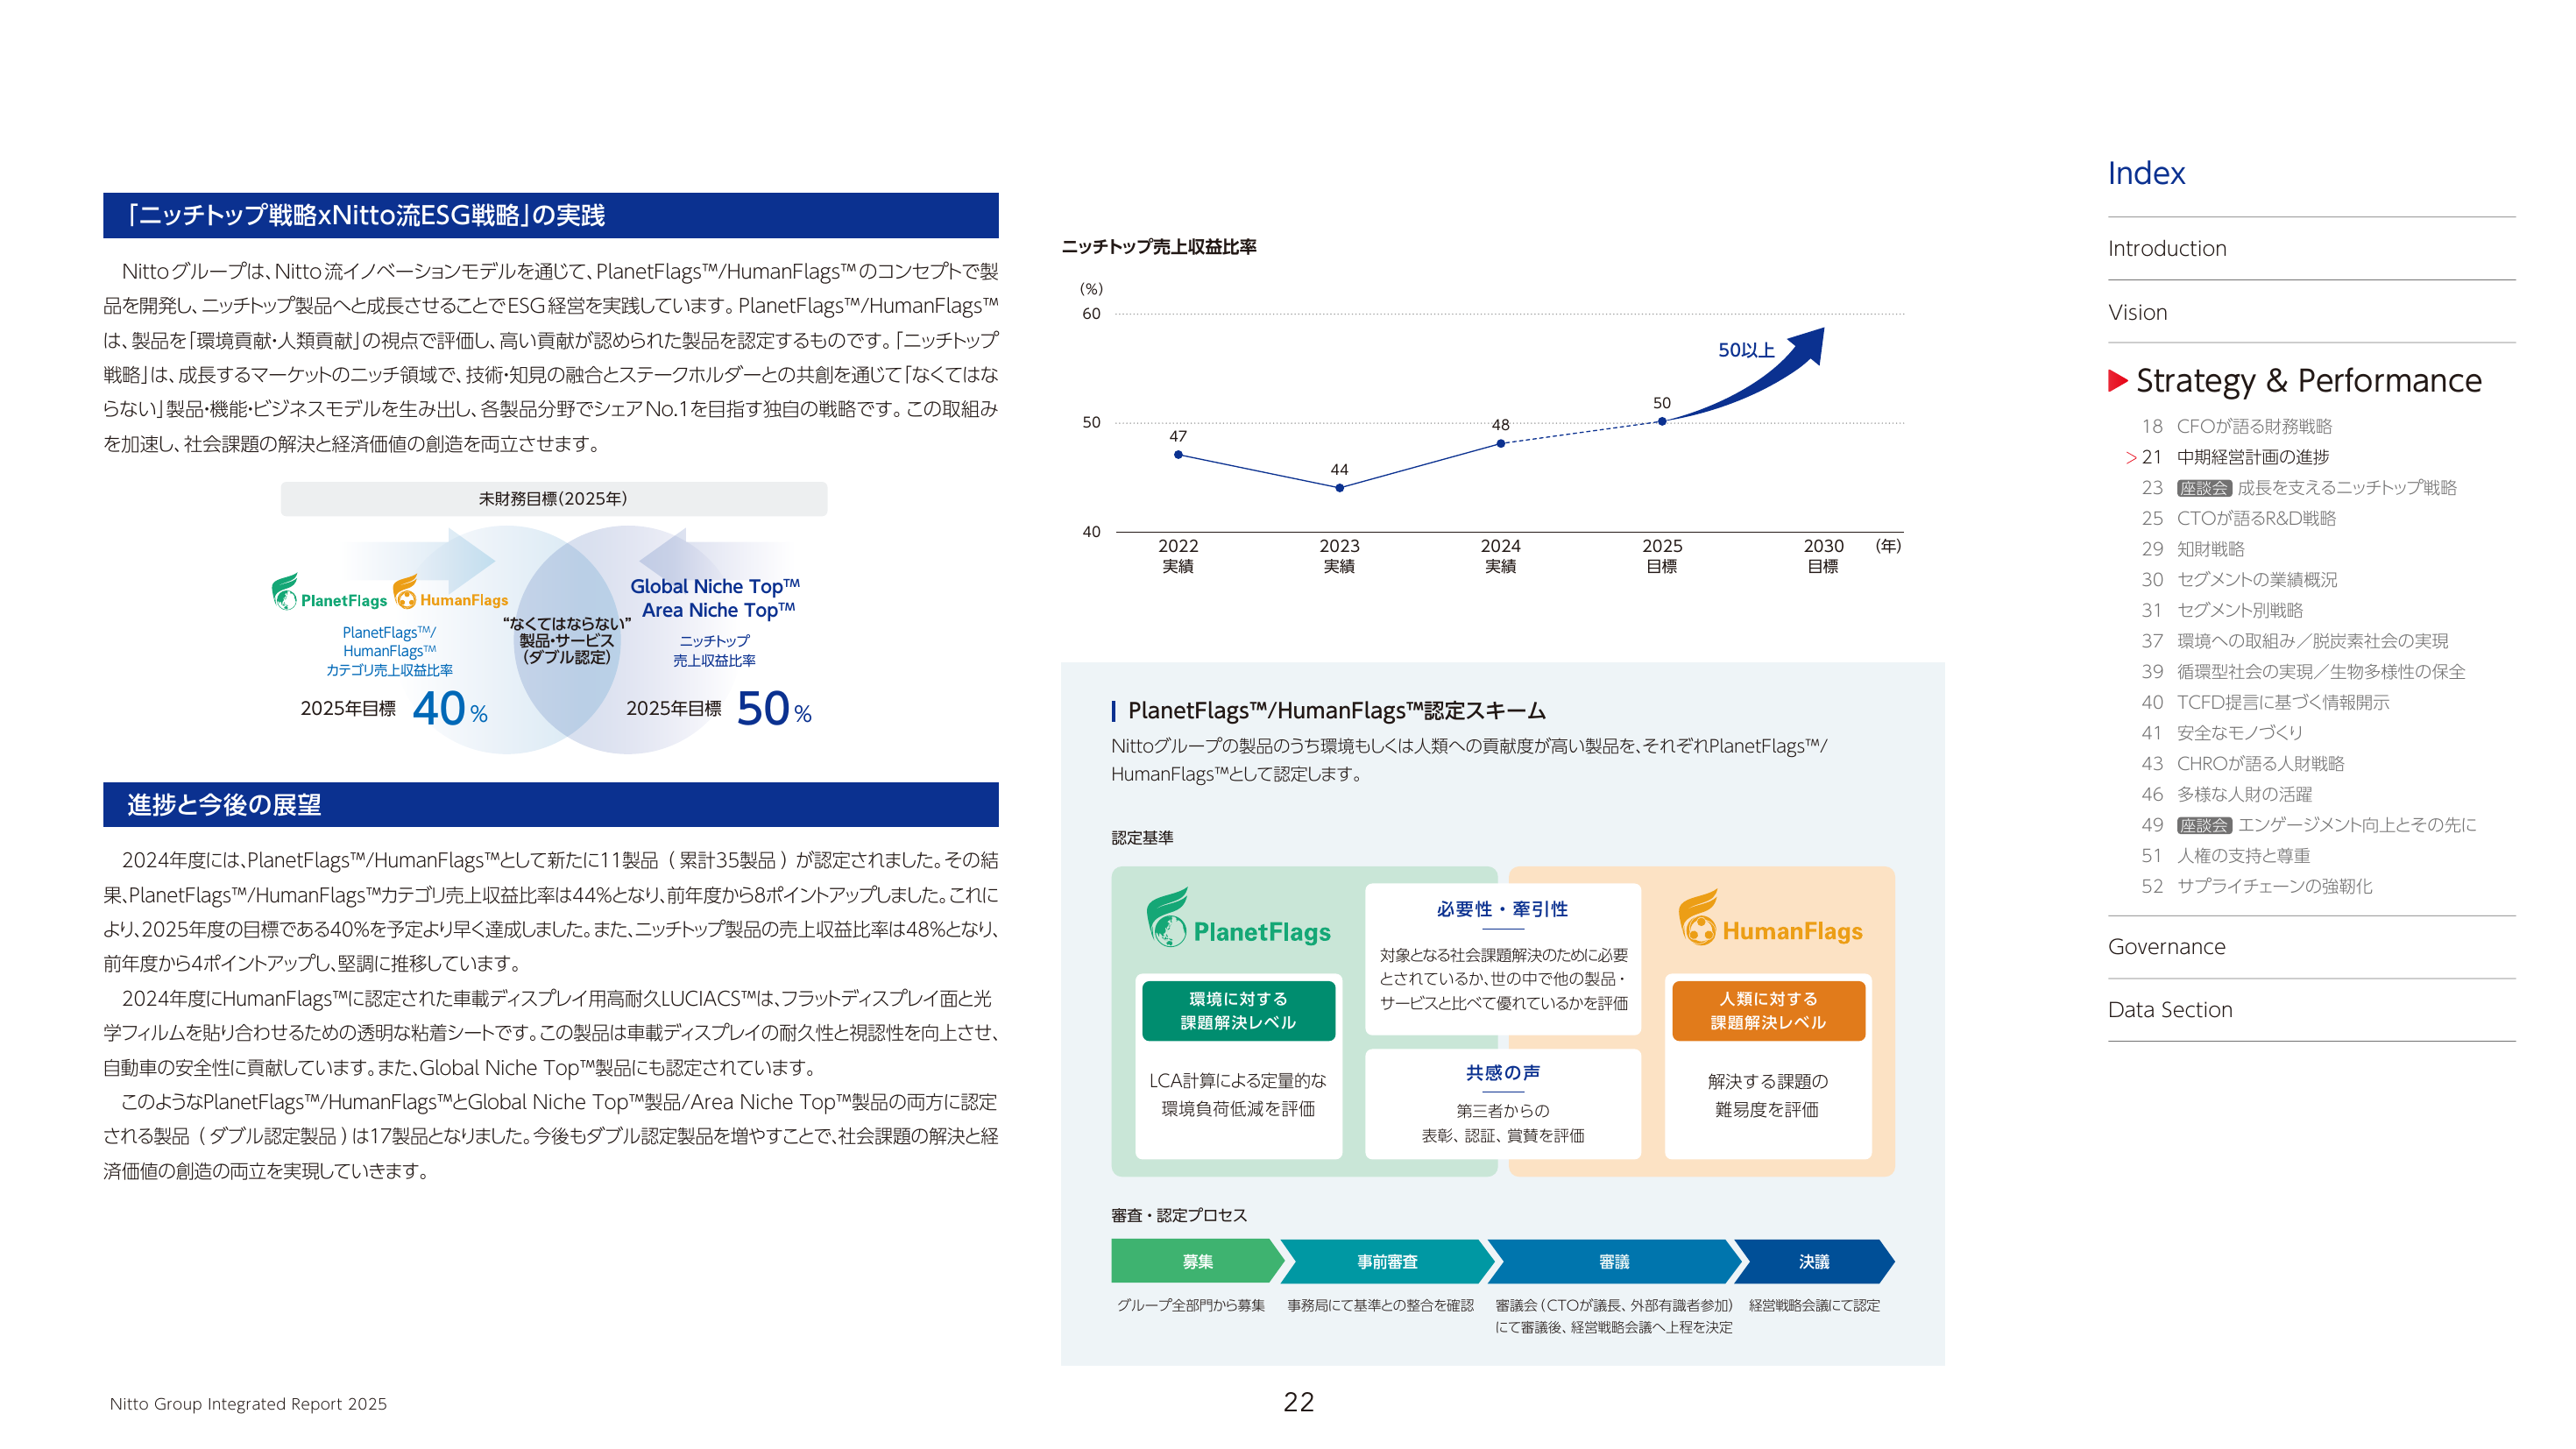 「ニッチトップ戦略xNitto流ESG戦略」の実践
Nittoグループは、Nitto流イノベーションモデルを通じて、PlanetFlags™/HumanFlags™のコンセプトで製
品を開発し、ニッチトップ製品へと成長させることでESG経営を実践しています。PlanetFlags™/HumanFlags™
は、製品を「環境貢献・人類貢献」の視点で評価し、高い貢献が認められた製品を認定するものです。「ニッチトップ
戦略」は、成長するマーケットのニッチ領域で、技術・知見の融合とステークホルダーとの共創を通じて「なくてはな
らない」製品・機能・ビジネスモデルを生み出し、各製品分野でシェアNo.1を目指す独自の戦略です。この取組み
を加速し、社会課題の解決と経済価値の創造を両立させます。
未財務目標(2025年)
PlanetFlags
HumanFlags
PlanetFlags™/
HumanFlags™
カテゴリ売上収益比率
2025年目標 40%
“なくてはならない”
製品・サービス
(ダブル認定)
Global Niche Top™
Area Niche Top™
ニッチトップ
売上収益比率
2025年目標 50%
進捗と今後の展望
2024年度には、PlanetFlags™/HumanFlags™として新たに11製品(累計35製品)が認定されました。その結
果、PlanetFlags™/HumanFlags™カテゴリ売上収益比率は44%となり、前年度から8ポイントアップしました。これに
より、2025年度の目標である40%を予定より早く達成しました。また、ニッチトップ製品の売上収益比率は48%となり、
前年度から4ポイントアップし、堅調に推移しています。
2024年度にHumanFlags™に認定された車載ディスプレイ用高耐久LUCIACS™は、フラットディスプレイ面と光
学フィルムを貼り合わせるための透明な粘着シートです。この製品は車載ディスプレイの耐久性と視認性を向上させ、
自動車の安全性に貢献しています。また、Global Niche Top™製品にも認定されています。
このようなPlanetFlags™/HumanFlags™とGlobal Niche Top™製品/Area Niche Top™製品の両方に認定
される製品(ダブル認定製品)は17製品となりました。今後もダブル認定製品を増やすことで、社会課題の解決と経
済価値の創造の両立を実現していきます。
ニッチトップ売上収益比率
(%)
60
50
40
47
44
48
50
50以上
2022 2023 2024 2025 2030 (年)
実績 実績 実績 目標 目標
PlanetFlags™/HumanFlags™認定スキーム
Nittoグループの製品のうち環境もしくは人類への貢献度が高い製品を、それぞれPlanetFlags™/
HumanFlags™として認定します。
認定基準
PlanetFlags
環境に対する
課題解決レベル
LCA計算による定量的な
環境負荷低減を評価
必要性・牽引性
対象となる社会課題解決のために必要
とされているか、世の中で他の製品・
サービスと比べて優れているかを評価
共感の声
第三者からの
表彰、認証、賞賛を評価
HumanFlags
人類に対する
課題解決レベル
解決する課題の
難易度を評価
審査・認定プロセス
募集 事前審査 審議 決議
グループ全部門から募集
事務局にて基準との整合を確認
審議会(CTOが議長、外部有識者参加)
にて審議後、経営戦略会議へ上程を決定
経営戦略会議にて認定
Index
Introduction
Vision
Strategy & Performance
18 CFOが語る財務戦略
> 21 中期経営計画の進捗
23 座談会 成長を支えるニッチトップ戦略
25 CTOが語るR&D戦略
29 知財戦略
30 セグメントの業績概況
31 セグメント別戦略
37 環境への取組み／脱炭素社会の実現
39 循環型社会の実現／生物多様性の保全
40 TCFD提言に基づく情報開示
41 安全なモノづくり
43 CHROが語る人財戦略
46 多様な人財の活躍
49 座談会 エンゲージメント向上とその先に
51 人権の支持と尊重
52 サプライチェーンの強靭化
Governance
Data Section
Nitto Group Integrated Report 2025
22